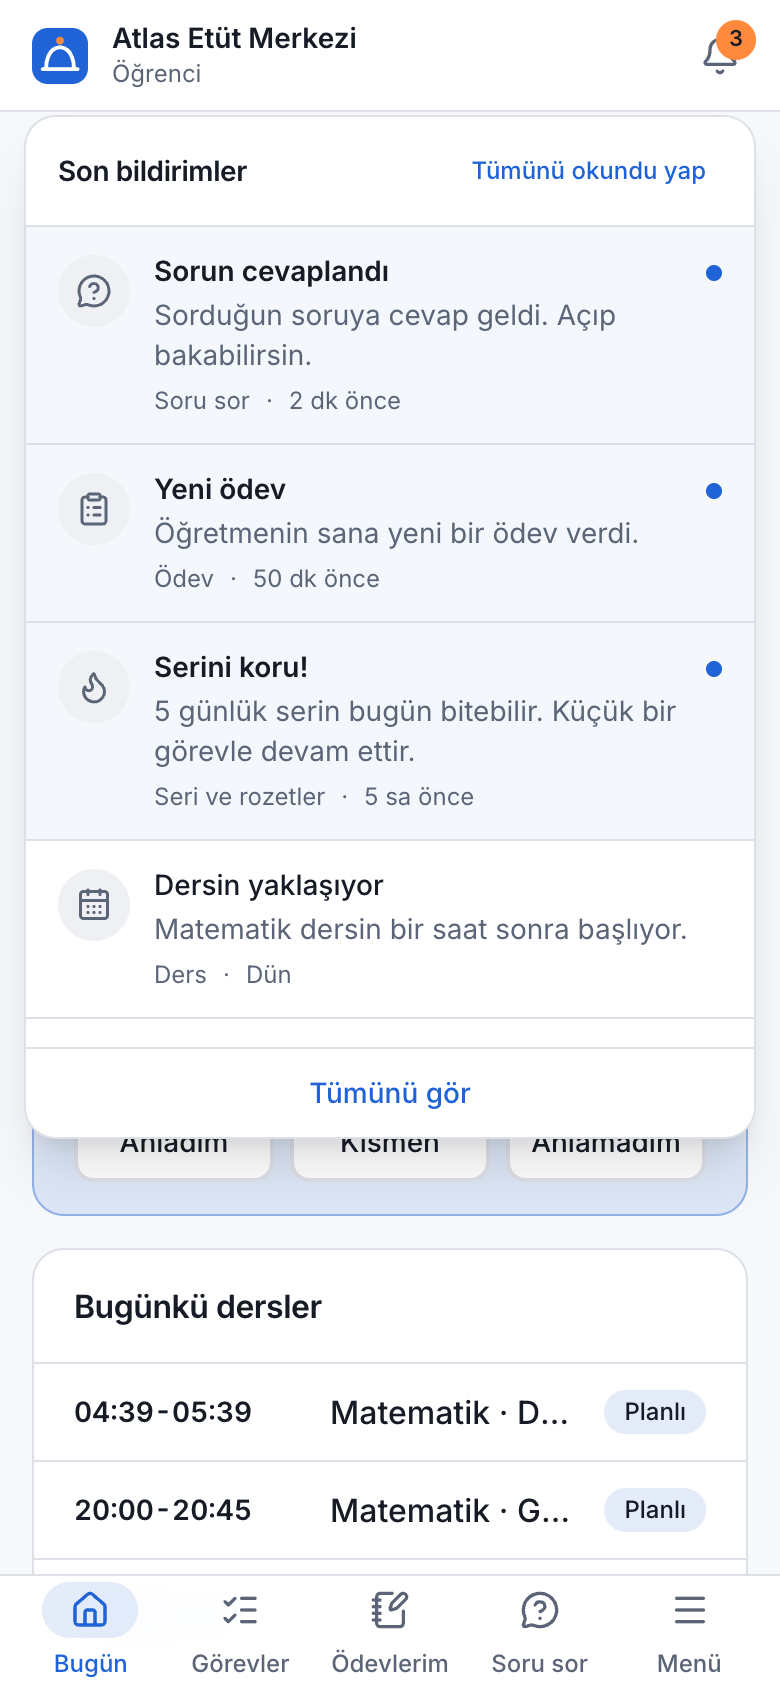 Atlas Etüt Merkezi
Öğrenci
3
Son bildirimler
Tümünü okundu yap
Sorun cevaplandı
Sorduğun soruya cevap geldi. Açıp
bakabilirsin.
Soru sor · 2 dk önce
Yeni ödev
Öğretmenin sana yeni bir ödev verdi.
Ödev · 50 dk önce
Serini koru!
5 günlük serin bugün bitebilir. Küçük bir
görevle devam ettir.
Seri ve rozetler · 5 sa önce
Dersin yaklaşıyor
Matematik dersin bir saat sonra başlıyor.
Ders · Dün
Tümünü gör
Anladım Kısmen Anlamadım
Bugünkü dersler
04:39-05:39 Matematik · D... Planlı
20:00-20:45 Matematik · G... Planlı
Bugün Görevler Ödevlerim Soru sor Menü